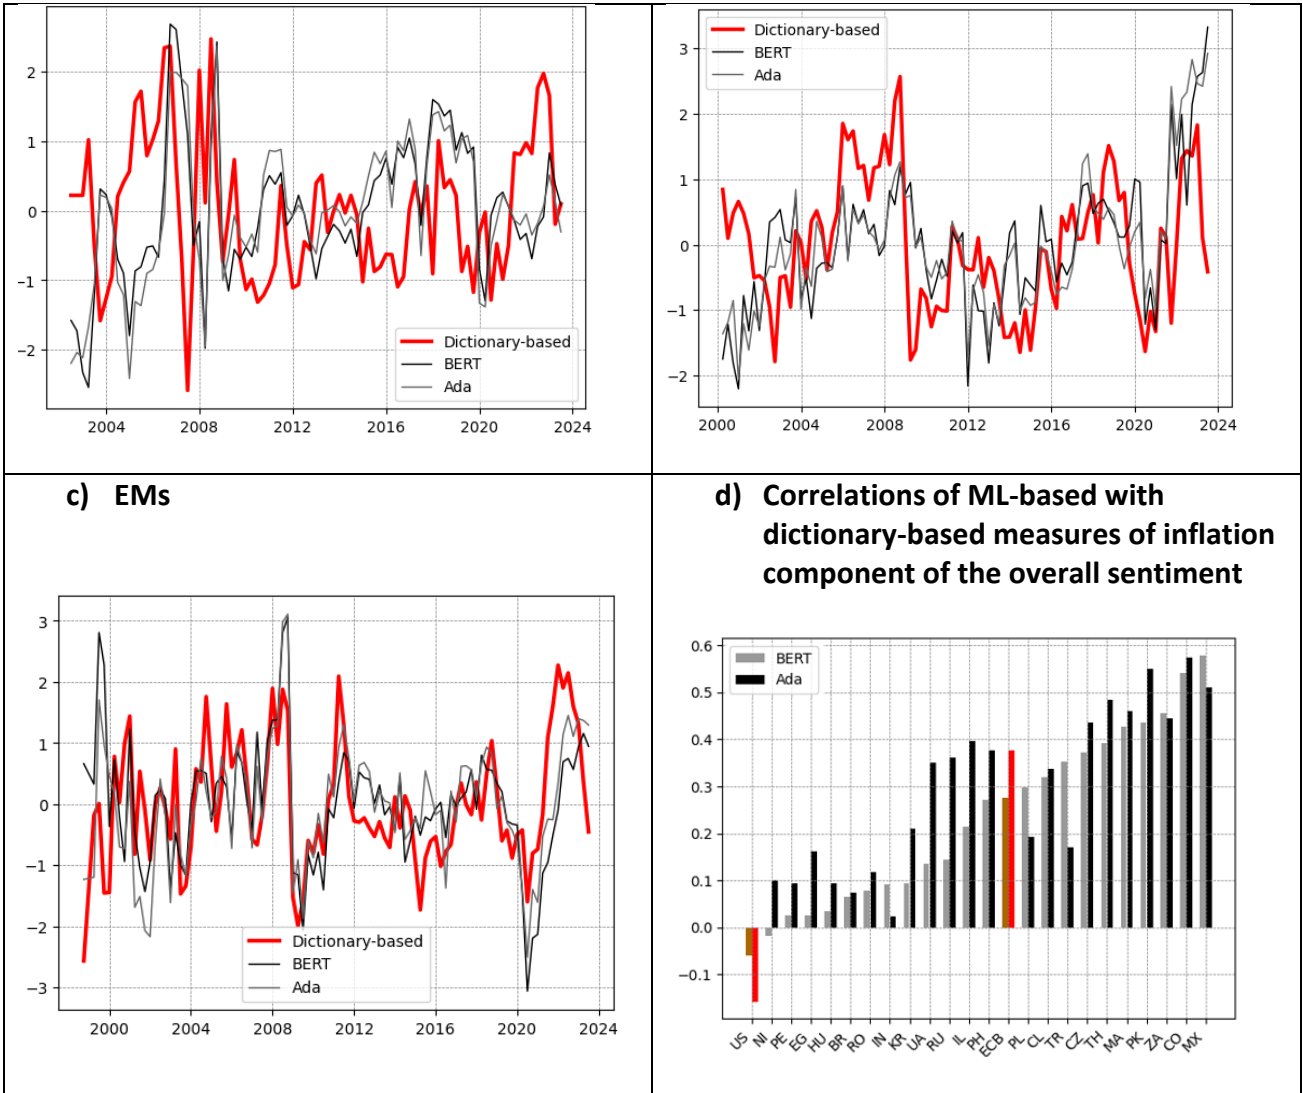 2
1
0
−1
−2
2004
2008
2012
2016
2020
2024
Dictionary-based
BERT
Ada
3
2
1
0
−1
−2
2000
2004
2008
2012
2016
2020
2024
Dictionary-based
BERT
Ada
c) EMs
3
2
1
0
−1
−2
−3
2000
2004
2008
2012
2016
2020
2024
Dictionary-based
BERT
Ada
d) Correlations of ML-based with
dictionary-based measures of inflation
component of the overall sentiment
0.6
0.5
0.4
0.3
0.2
0.1
0.0
−0.1
BERT
Ada
US
NI
PE
EG
HU
BR
RO
IN
KR
UA
RU
IL
PH
ECB
PL
CL
TR
CZ
TH
MA
PK
ZA
CO
MX